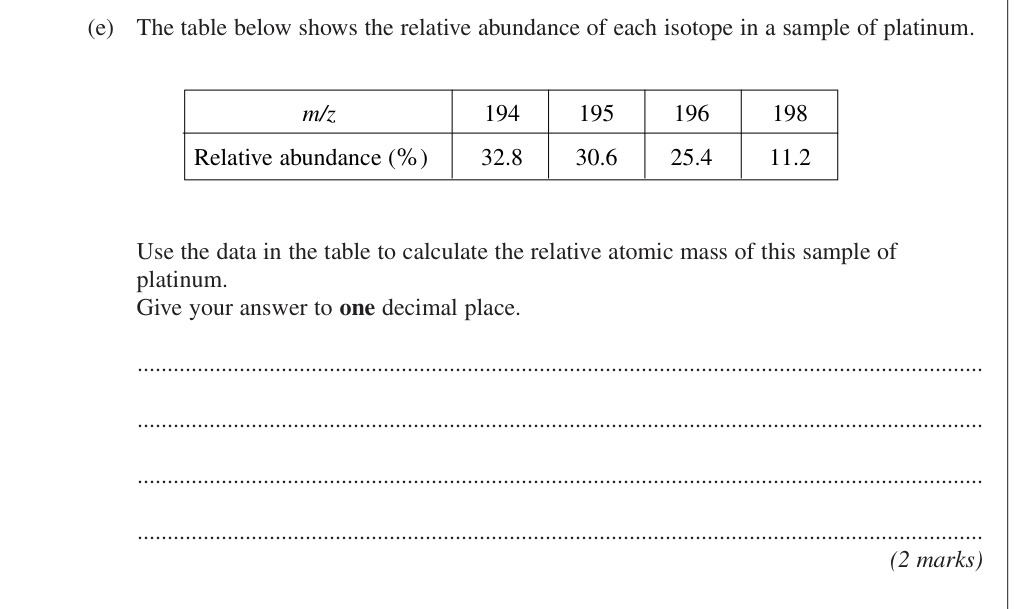 (e) The table below shows the relative abundance of each isotope in a sample of platinum.
m/z 194 195 196 198
Relative abundance (%) 32.8 30.6 25.4 11.2
Use the data in the table to calculate the relative atomic mass of this sample of
platinum.
Give your answer to one decimal place.
(2 marks)